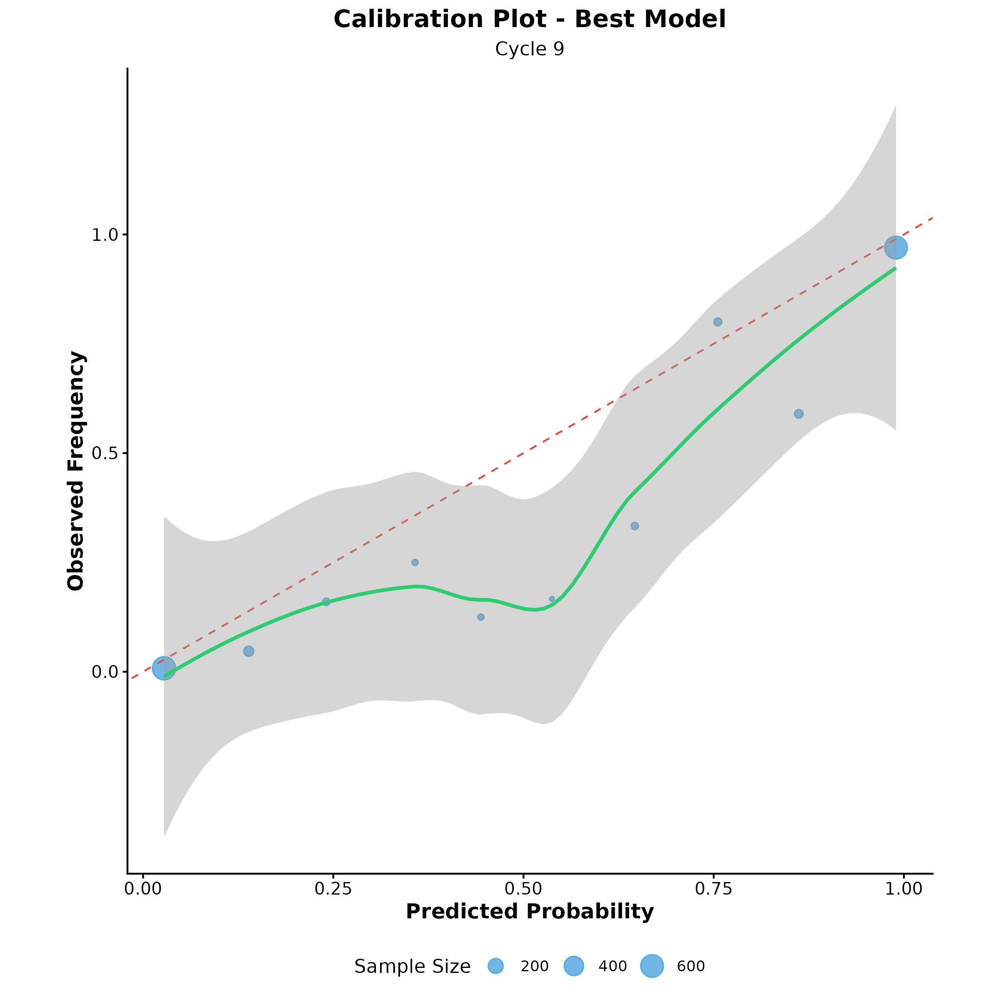 Calibration Plot - Best Model
Cycle 9
Observed Frequency
1.0
0.5
0.0
0.00 0.25 0.50 0.75 1.00
Predicted Probability
Sample Size 200 400 600